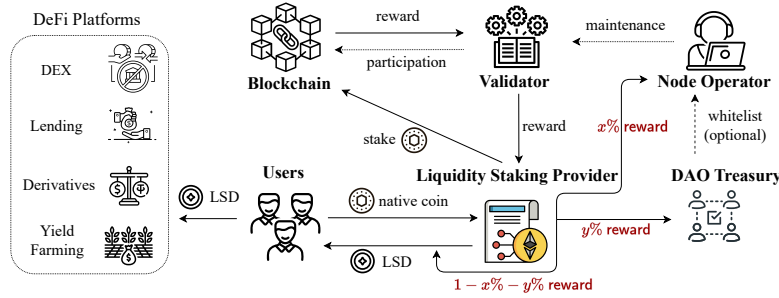 DeFi Platforms
DEX
Lending
Derivatives
Yield
Farming
reward
participation
Blockchain
Validator
maintenance
Node Operator
stake
reward
x% reward
whitelist
(optional)
Users
Liquidity Staking Provider
DAO Treasury
LSD
native coin
LSD
y% reward
1 − x% − y% reward